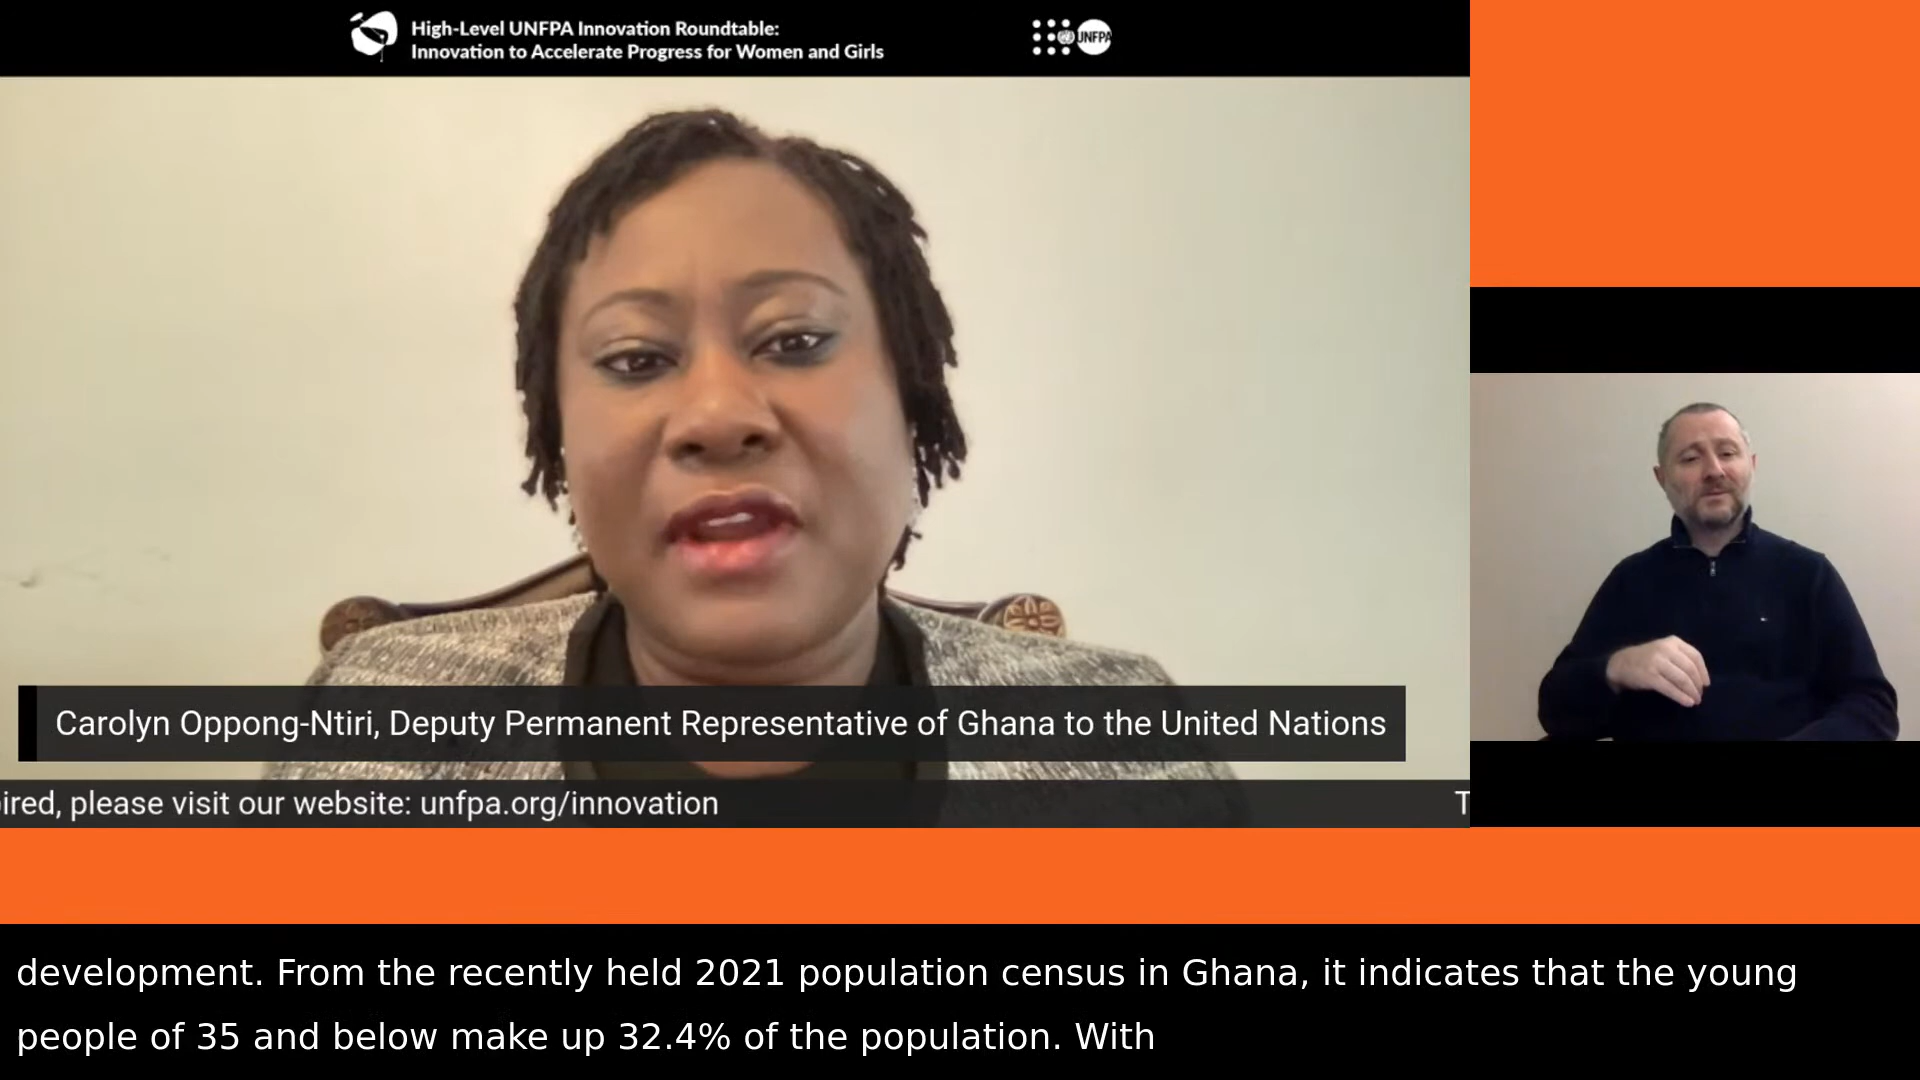 High-Level UNFPA Innovation Roundtable:
Innovation to Accelerate Progress for Women and Girls
UNFPA
Carolyn Oppong-Ntiri, Deputy Permanent Representative of Ghana to the United Nations
ired, please visit our website: unfpa.org/innovation
T
development. From the recently held 2021 population census in Ghana, it indicates that the young
people of 35 and below make up 32.4% of the population. With